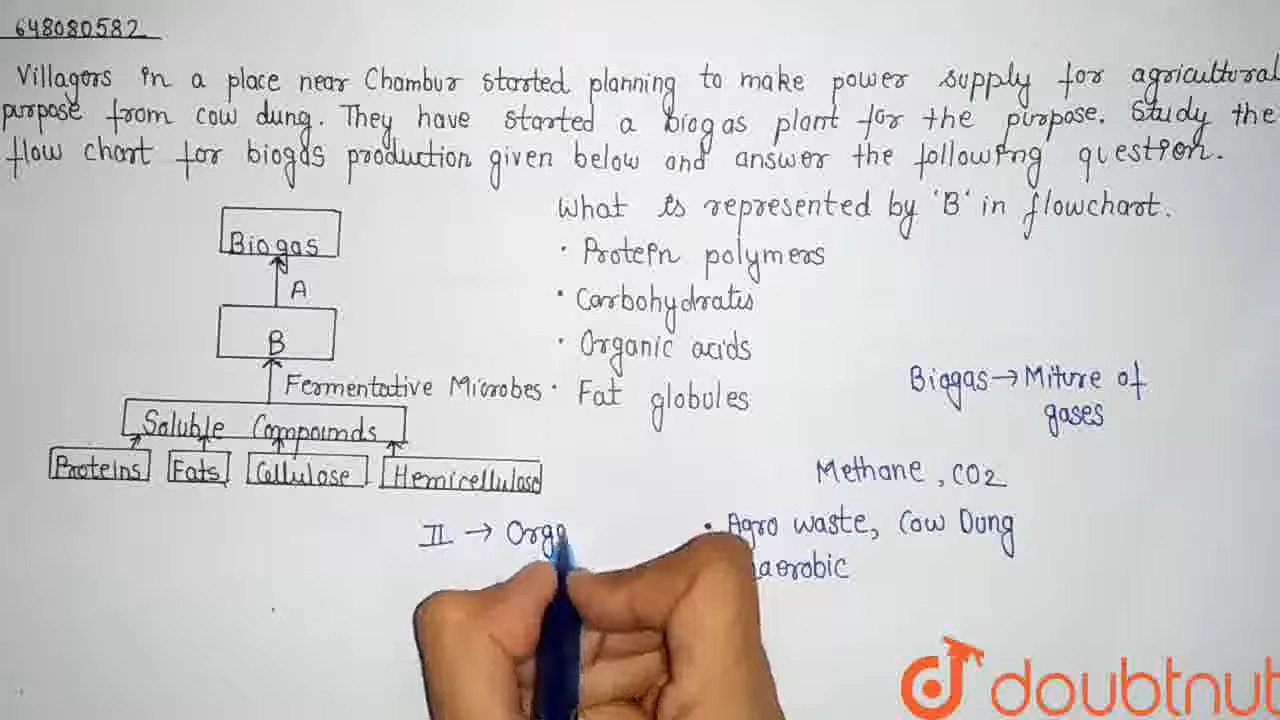 648080582
Villagers in a place near Chambur started planning to make power supply for agricultural
purpose from cow dung. They have started a biogas plant for the pirpose. Study the
flow chart for biogas production given below and answer the following question.
What is represented by 'B' in flowchart.
Biogas
A
B
Fermentative Microbes
Soluble Compounds
Proteins Fats Cellulose Hemicellulose
• Protein polymers
• Carbohydrates
• Organic acids
• Fat globules
Biogas → Miture of
gases
Methane, CO2
• Agro waste, Cow Dung
aerobic
II → Orga
doubtnut